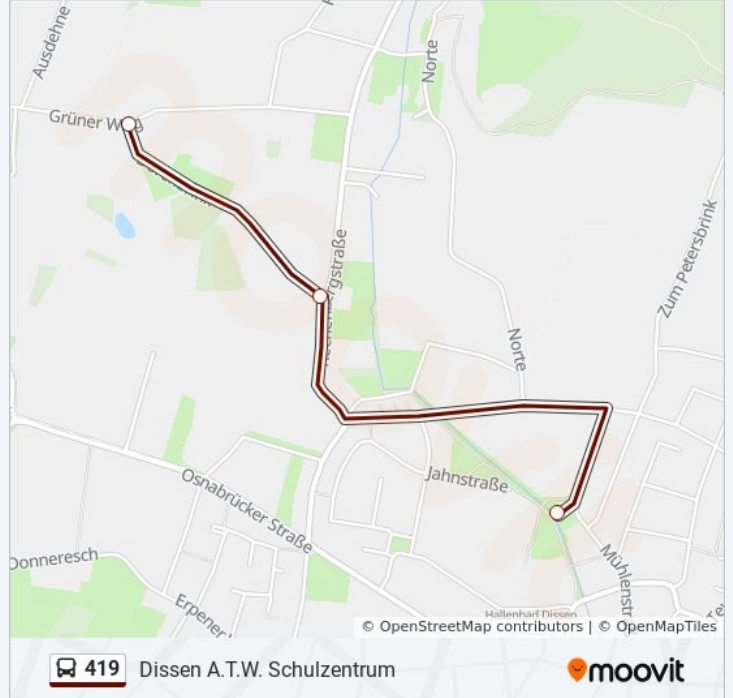 Ausdehne
Norte
Grüner Weg
Zum Petersbrink
Norte
Jahnstraße
Osnabrücker Straße
Donneresch
Mühlenstr
Erpener
Hallenbad Dissen
© OpenStreetMap contributors | © OpenMapTiles
419 Dissen A.T.W. Schulzentrum
moovit